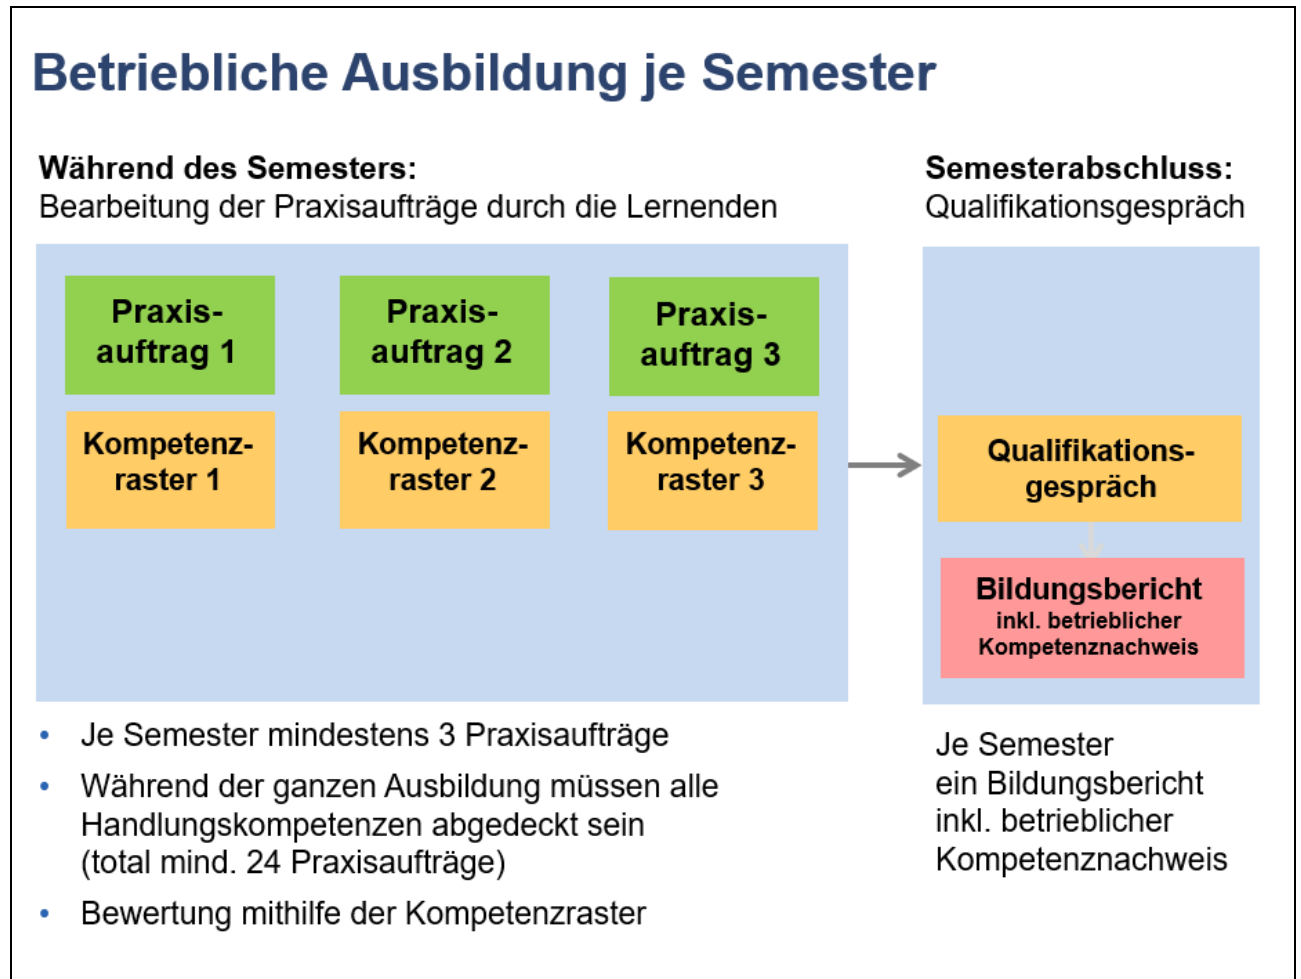 Betriebliche Ausbildung je Semester
Während des Semesters:
Bearbeitung der Praxisaufträge durch die Lernenden
Praxis-
auftrag 1
Praxis-
auftrag 2
Praxis-
auftrag 3
Kompetenz-
raster 1
Kompetenz-
raster 2
Kompetenz-
raster 3
• Je Semester mindestens 3 Praxisaufträge
• Während der ganzen Ausbildung müssen alle
Handlungskompetenzen abgedeckt sein
(total mind. 24 Praxisaufträge)
• Bewertung mithilfe der Kompetenzraster
Semesterabschluss:
Qualifikationsgespräch
Qualifikations-
gespräch
Bildungsbericht
inkl. betrieblicher
Kompetenznachweis
Je Semester
ein Bildungsbericht
inkl. betrieblicher
Kompetenznachweis